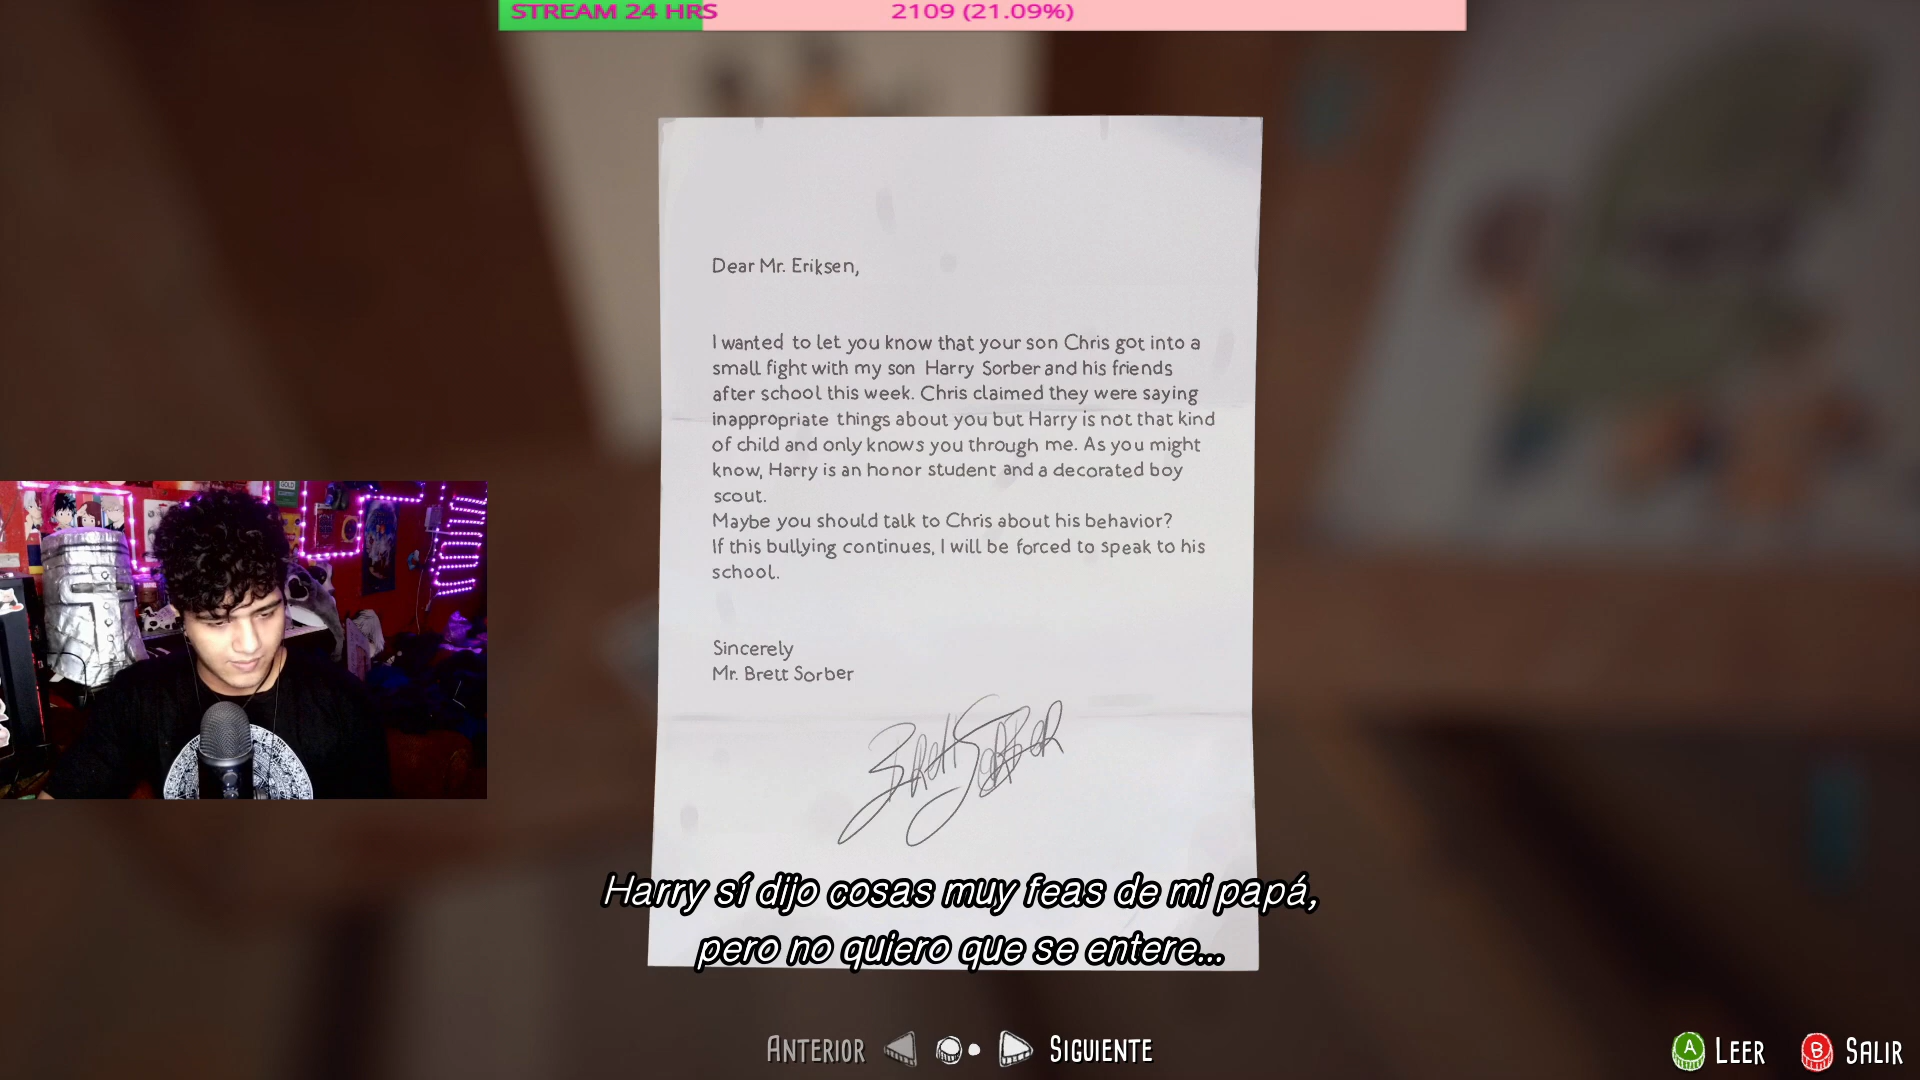 STREAM 24 HRS 2109 (21.09%)
Dear Mr. Eriksen,
I wanted to let you know that your son Chris got into a
small fight with my son Harry Sorber and his friends
after school this week. Chris claimed they were saying
inappropriate things about you but Harry is not that kind
of child and only knows you through me. As you might
know, Harry is an honor student and a decorated boy
scout.
Maybe you should talk to Chris about his behavior?
If this bullying continues, I will be forced to speak to his
school.
Sincerely
Mr. Brett Sorber
Brett Sorber
Harry sí dijo cosas muy feas de mi papá,
pero no quiero que se entere...
ANTERIOR SIGUIENTE
A LEER B SALIR